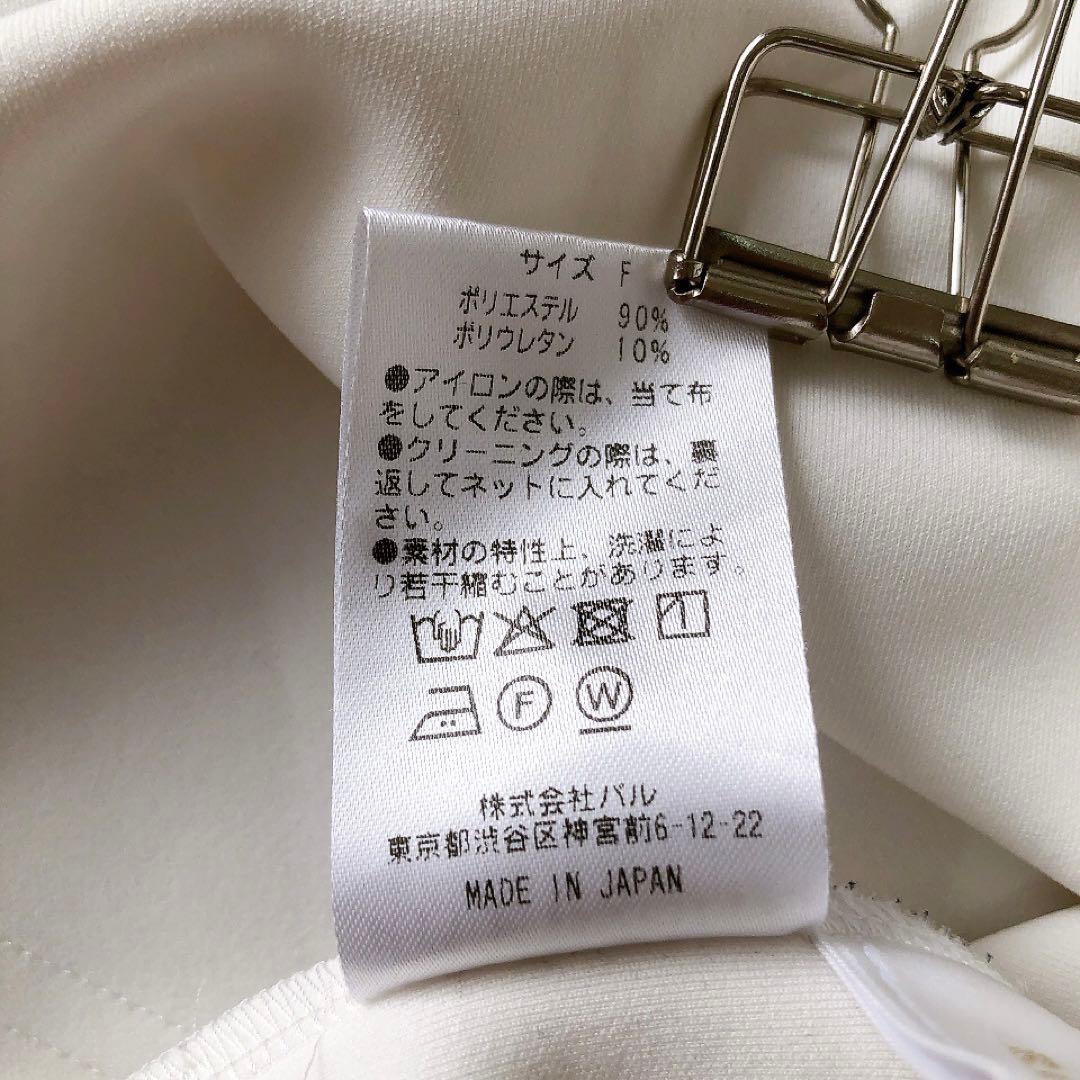 サイズ F
ポリエステル 90%
ポリウレタン 10%
●アイロンの際は、当て布
をしてください。
●クリーニングの際は、裏
返してネットに入れてくだ
さい。
●素材の特性上、洗濯によ
り若干縮むことがあります。
F W
株式会社パル
東京都渋谷区神宮前6-12-22
MADE IN JAPAN